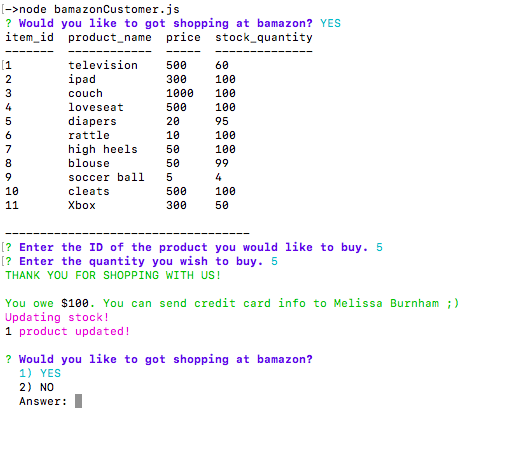 [->node bamazonCustomer.js
? Would you like to got shopping at bamazon? YES
item_id  product_name  price  stock_quantity
-------  ------------  -----  --------------
[1        television    500    60
2        ipad          300    100
3        couch         1000   100
4        loveseat      500    100
5        diapers       20     95
6        rattle        10     100
7        high heels    50     100
8        blouse        50     99
9        soccer ball   5      4
10       cleats        500    100
11       Xbox          300    50
-----------------------------------
[? Enter the ID of the product you would like to buy. 5
[? Enter the quantity you wish to buy. 5
THANK YOU FOR SHOPPING WITH US!
You owe $100. You can send credit card info to Melissa Burnham ;)
Updating stock!
1 product updated!
? Would you like to got shopping at bamazon?
1) YES
2) NO
Answer: